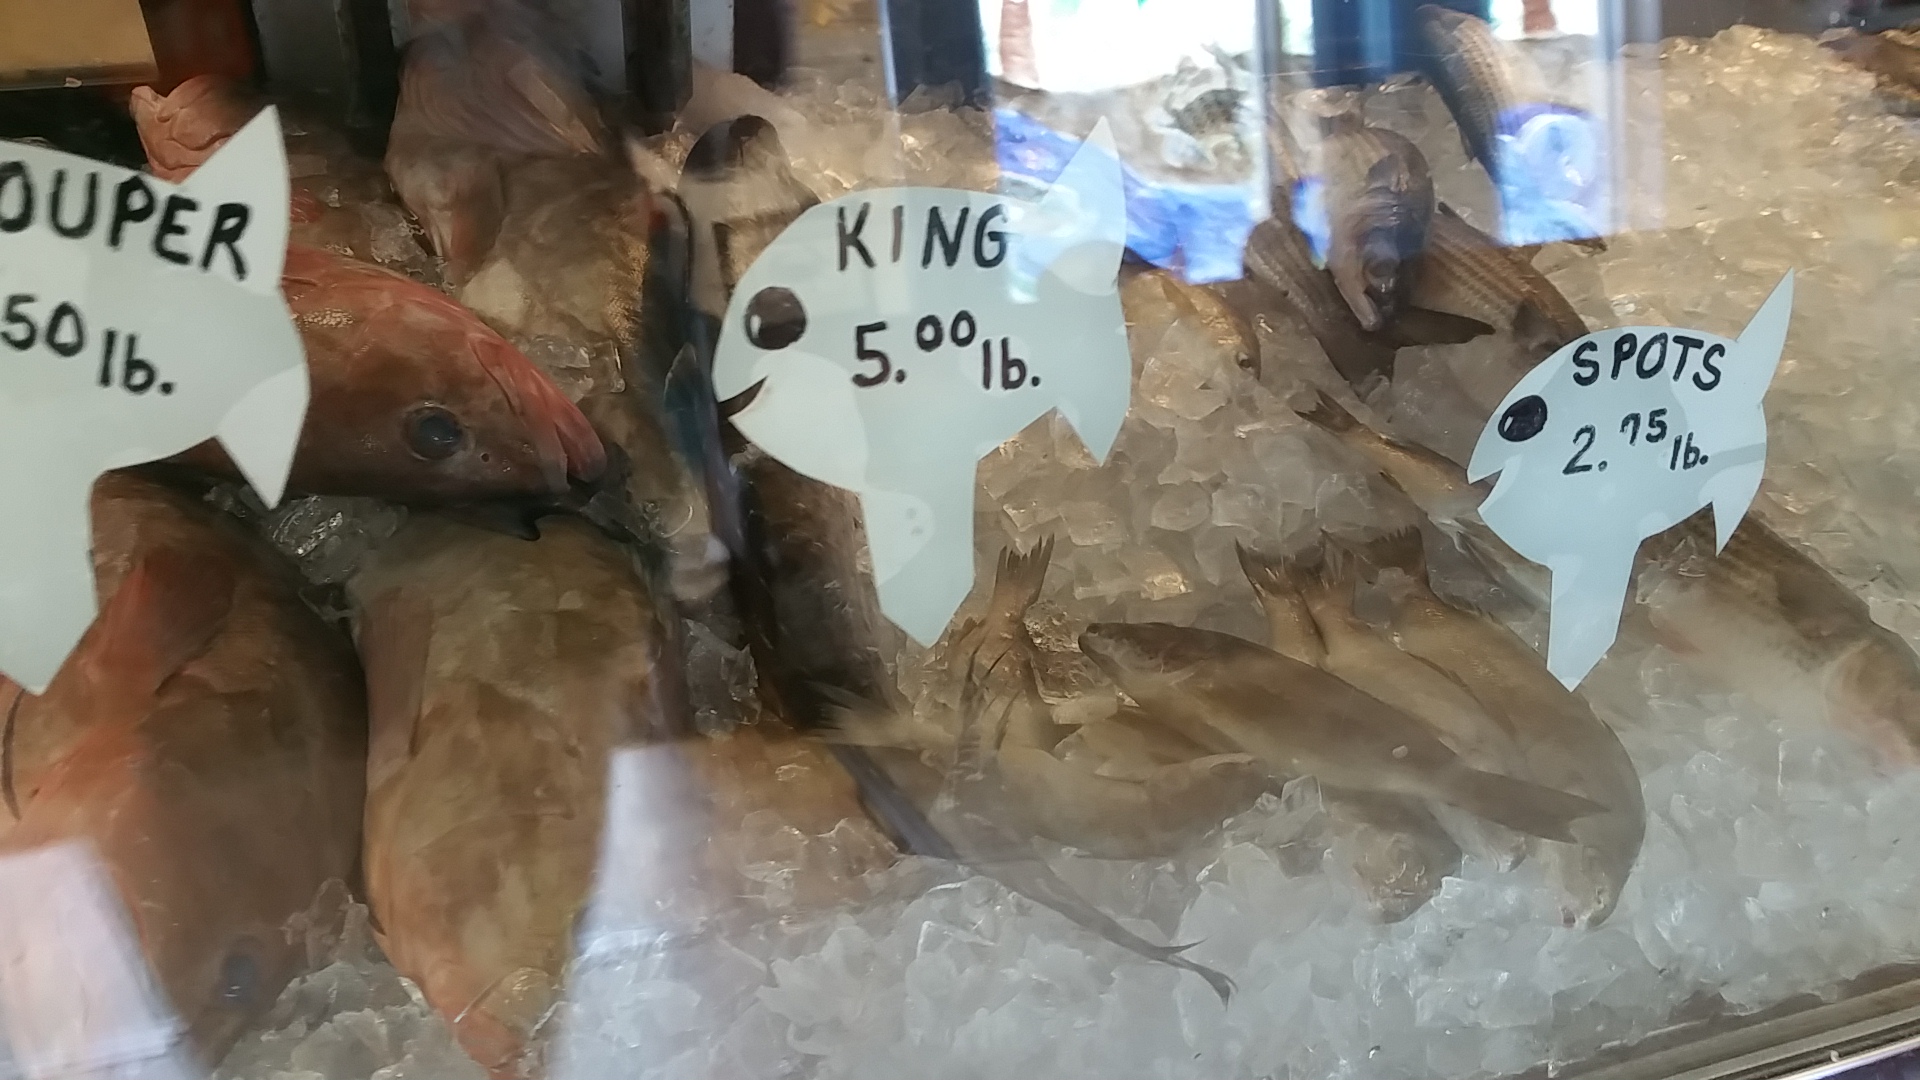 OUPER
50 lb.
KING
5.00 lb.
SPOTS
2.75 lb.